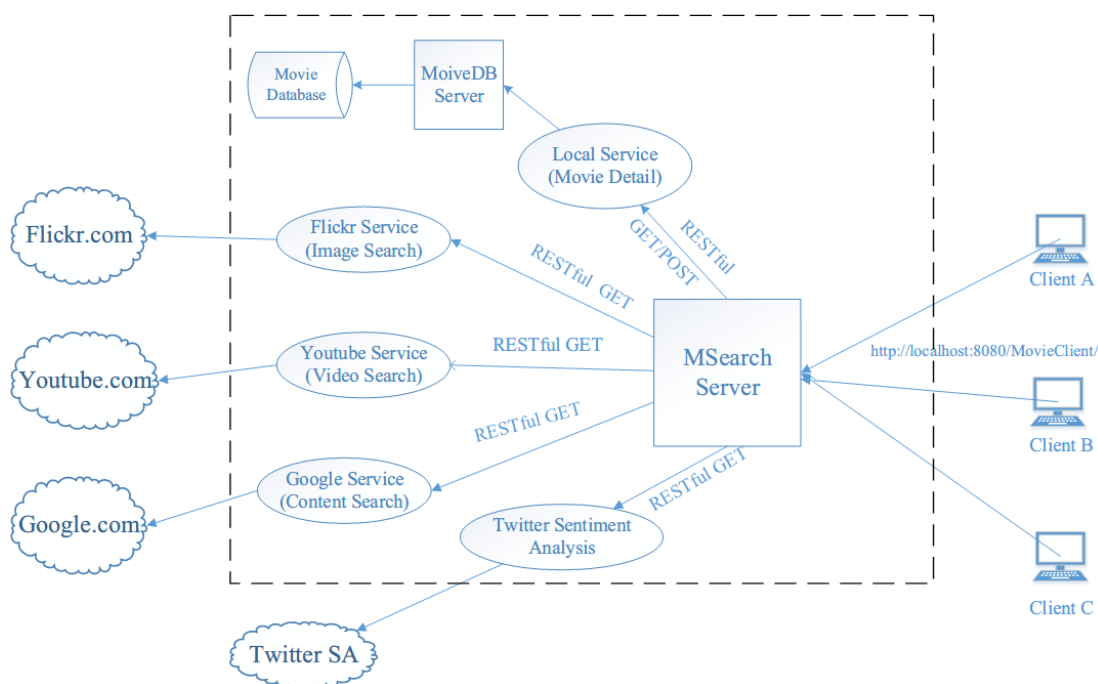 Movie
Database
MoiveDB
Server
Local Service
(Movie Detail)
Flickr.com
Flickr Service
(Image Search)
RESTful GET
RESTful
GET/POST
Client A
Youtube.com
Youtube Service
(Video Search)
RESTful GET
MSearch
Server
http://localhost:8080/MovieClient/
Client B
RESTful GET
Google.com
Google Service
(Content Search)
RESTful GET
Twitter Sentiment
Analysis
Client C
Twitter SA